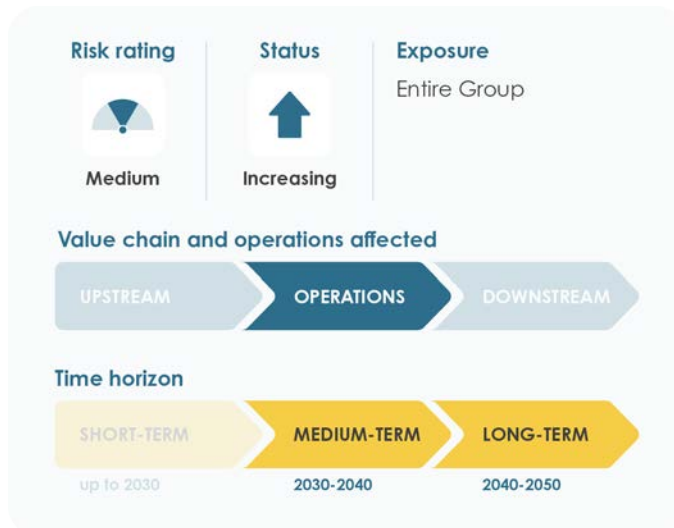 Risk rating
Status
Exposure
Entire Group
Medium
Increasing
Value chain and operations affected
UPSTREAM
OPERATIONS
DOWNSTREAM
Time horizon
SHORT-TERM
MEDIUM-TERM
LONG-TERM
up to 2030
2030-2040
2040-2050